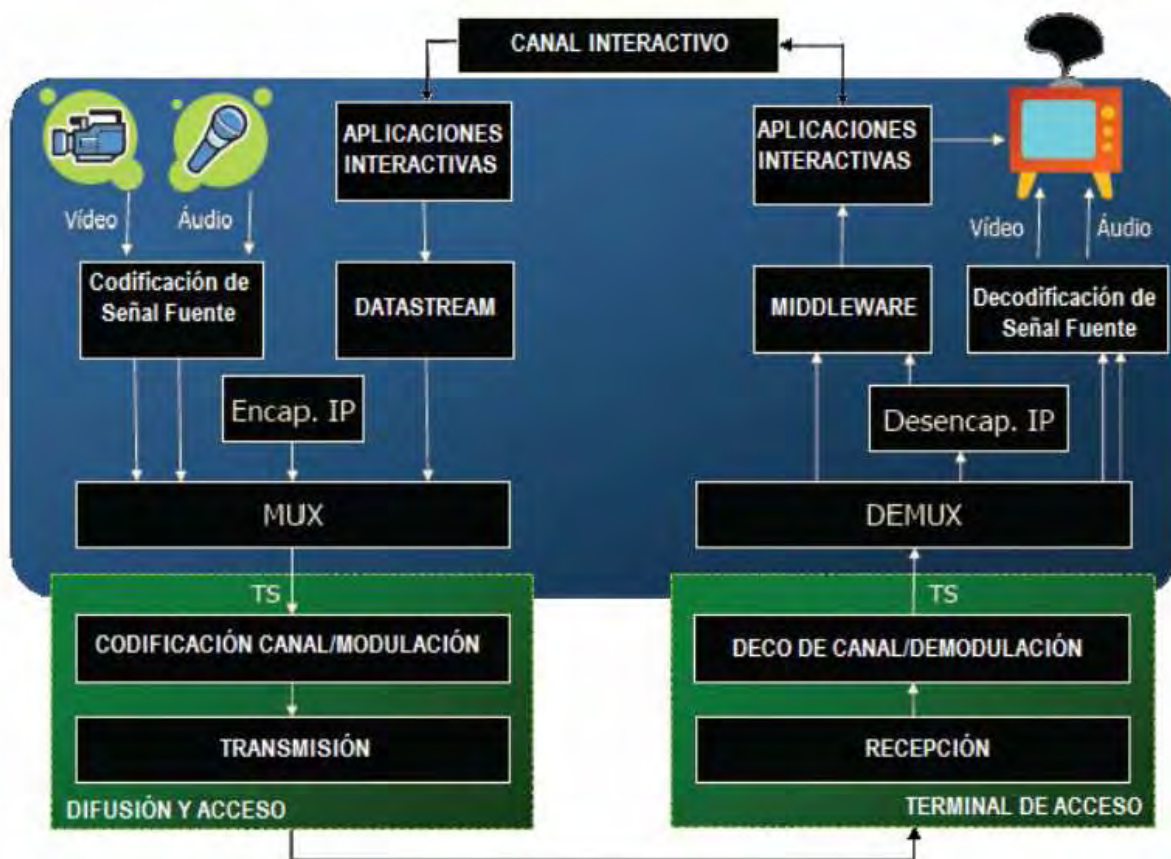 CANAL INTERACTIVO
Vídeo
Áudio
APLICACIONES
INTERACTIVAS
APLICACIONES
INTERACTIVAS
Vídeo
Áudio
Codificación de
Señal Fuente
DATASTREAM
MIDDLEWARE
Decodificación de
Señal Fuente
Encap. IP
Desencap. IP
MUX
DEMUX
TS
TS
CODIFICACIÓN CANAL/MODULACIÓN
DECO DE CANAL/DEMODULACIÓN
TRANSMISIÓN
RECEPCIÓN
DIFUSIÓN Y ACCESO
TERMINAL DE ACCESO